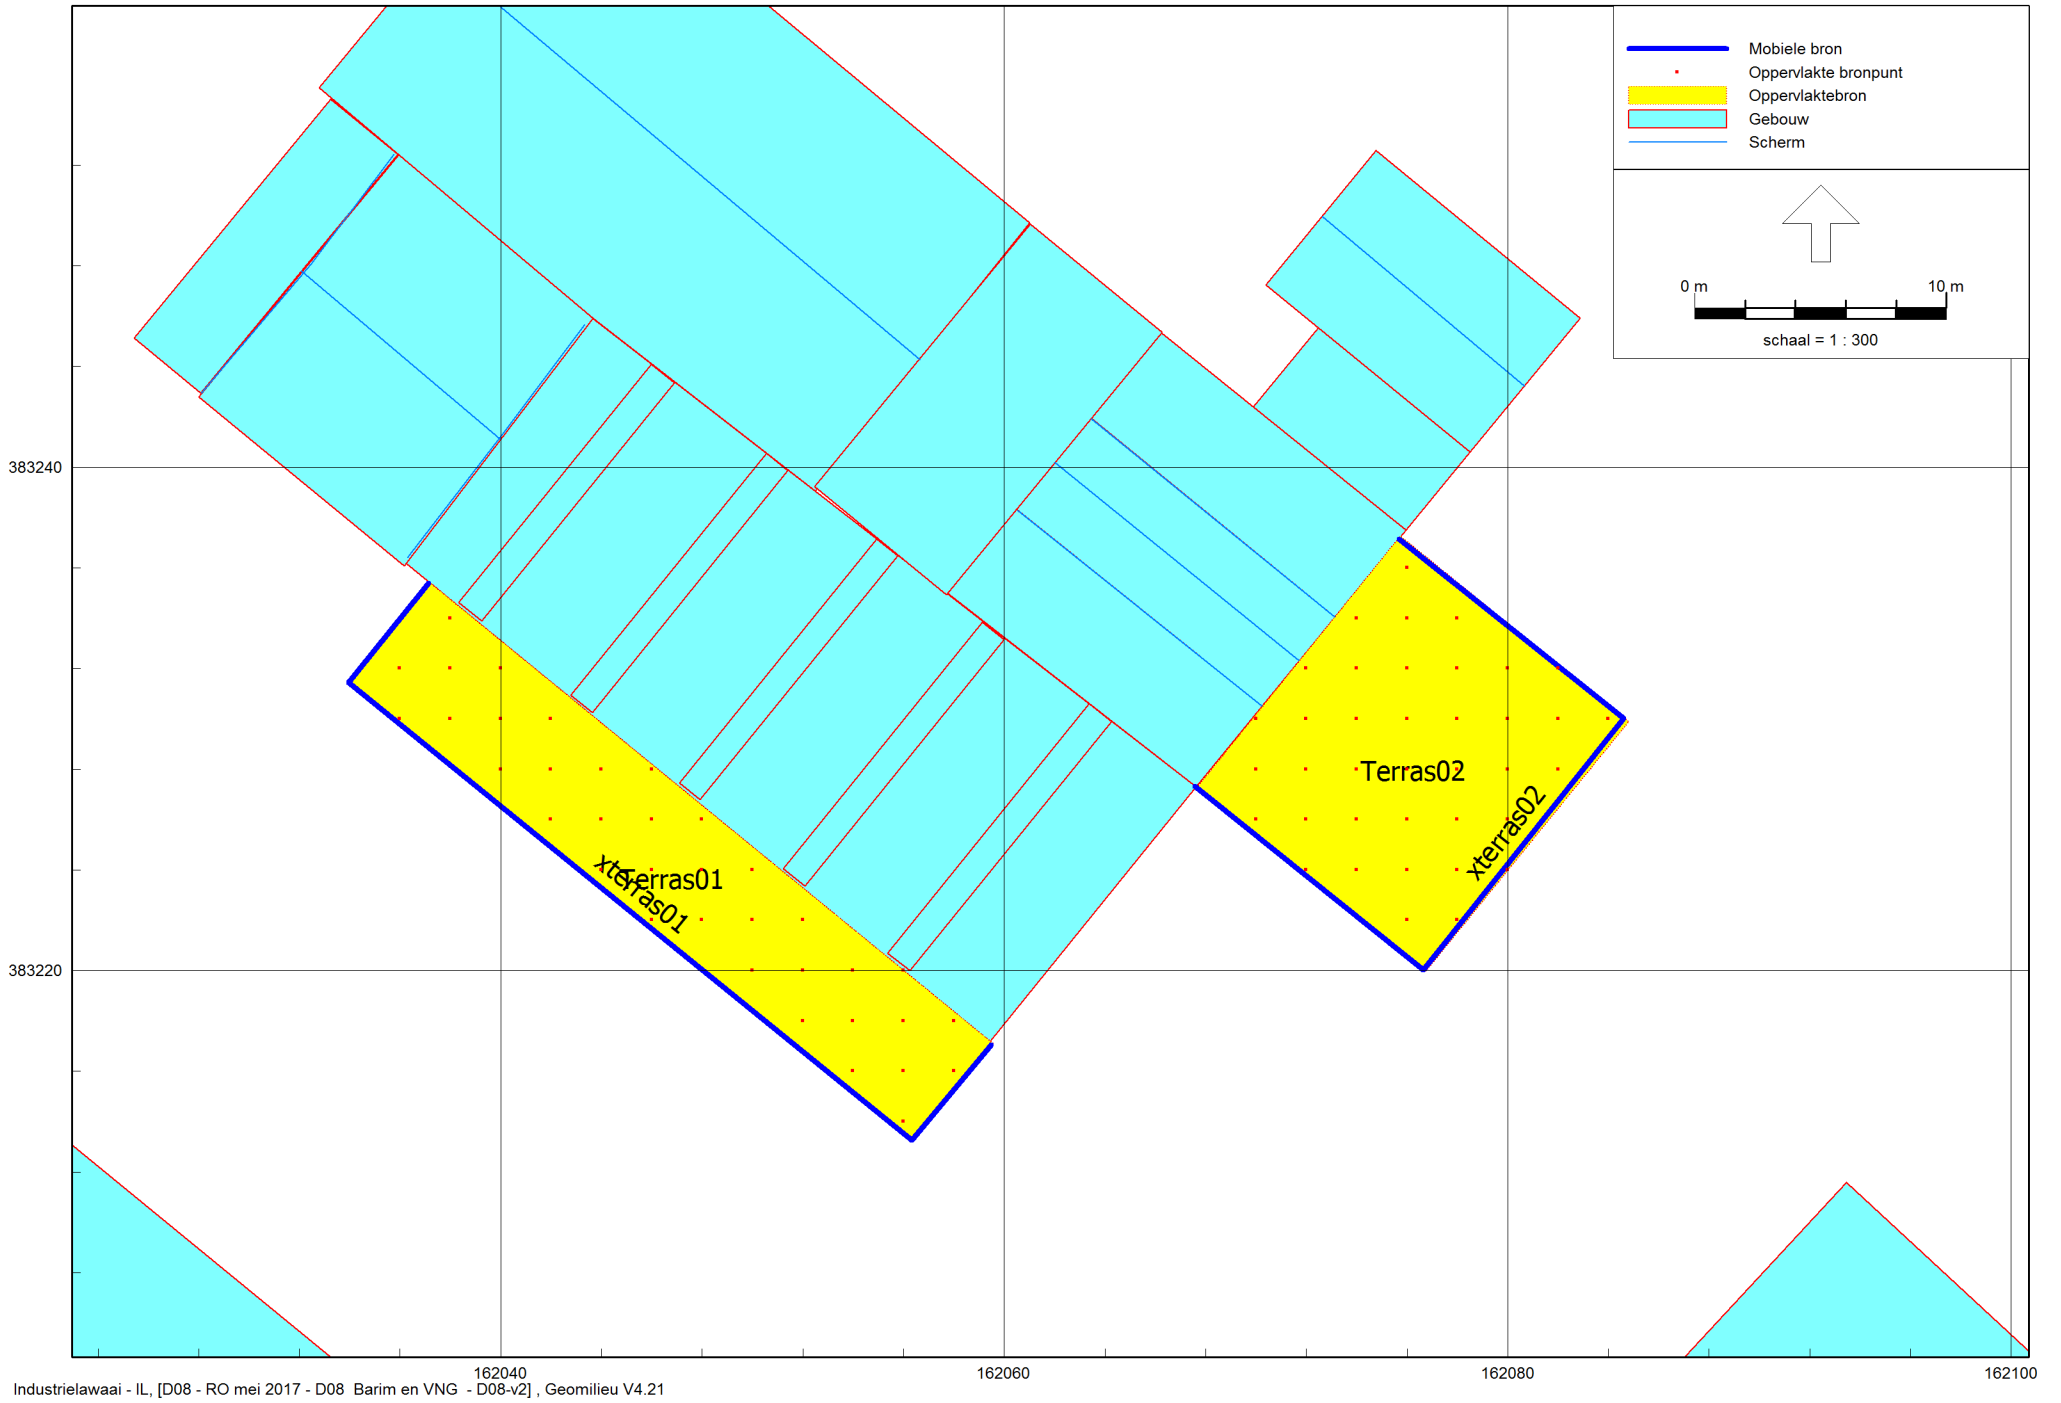 Mobiele bron
Oppervlakte bronpunt
Oppervlaktebron
Gebouw
Scherm
0 m
10 m
schaal = 1 : 300
383240
Terras02
xterras02
Terras01
xterras01
383220
162040
162060
162080
162100
Industrielawaai - IL, [D08 - RO mei 2017 - D08 Barim en VNG - D08-v2] , Geomilieu V4.21